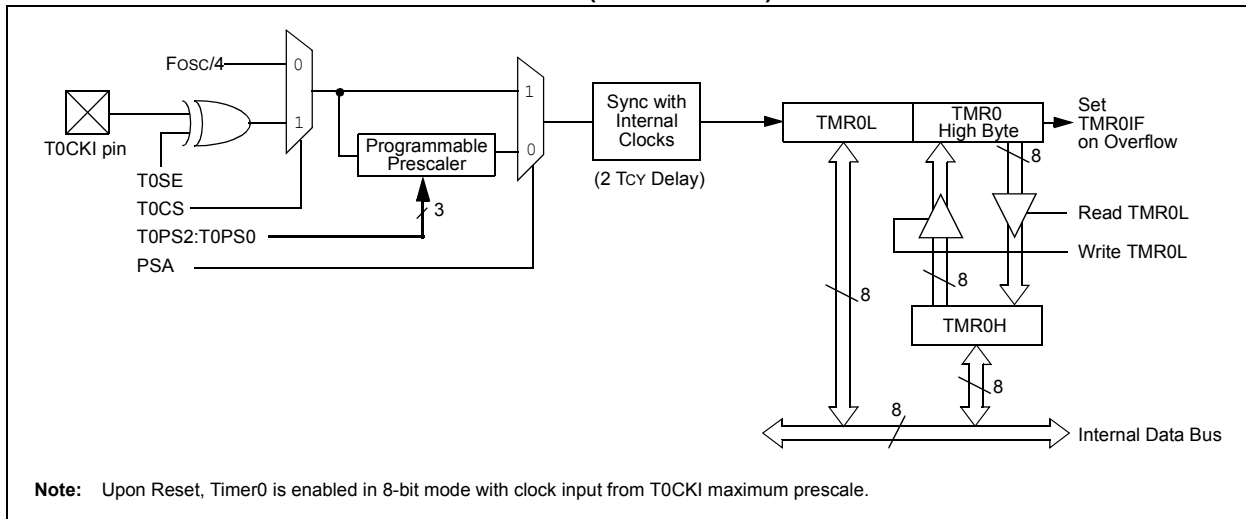 FOSC/4
0
1
T0CKI pin
T0SE
T0CS
T0PS2:T0PS0
PSA
Programmable
Prescaler
3
1
0
Sync with
Internal
Clocks
(2 TCY Delay)
TMR0L
TMR0
High Byte
Set
TMR0IF
on Overflow
8
Read TMR0L
Write TMR0L
8
8
TMR0H
8
8
Internal Data Bus
Note: Upon Reset, Timer0 is enabled in 8-bit mode with clock input from T0CKI maximum prescale.